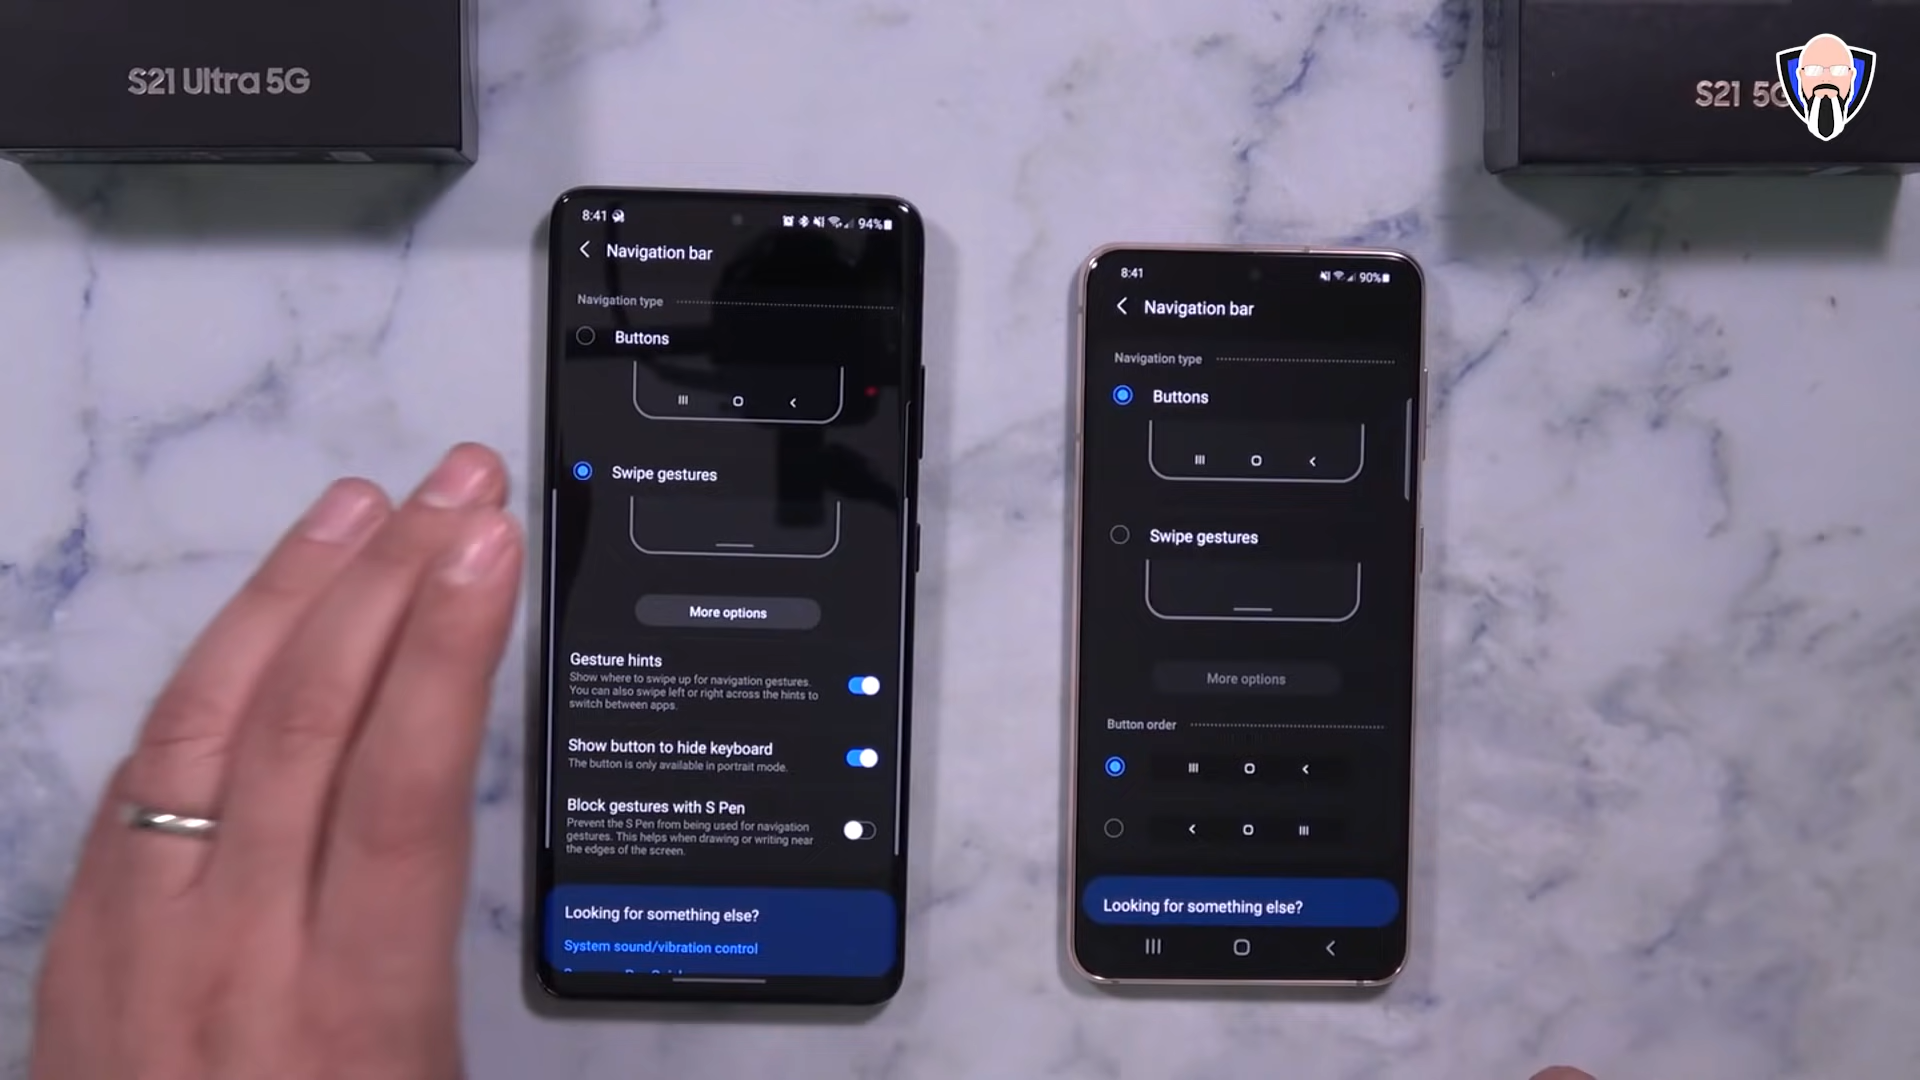 S21 Ultra 5G
S21 5G
8:41
94%
Navigation bar
Navigation type
Buttons
Swipe gestures
More options
Gesture hints
Show where to swipe up for navigation gestures.
You can also swipe left or right across the hints to
switch between apps.
Show button to hide keyboard
The button is only available in portrait mode.
Block gestures with S Pen
Prevent the S Pen from being used for navigation
gestures. This helps when drawing or writing near
the edges of the screen.
Looking for something else?
System sound/vibration control
8:41
90%
Navigation bar
Navigation type
Buttons
Swipe gestures
More options
Button order
Looking for something else?